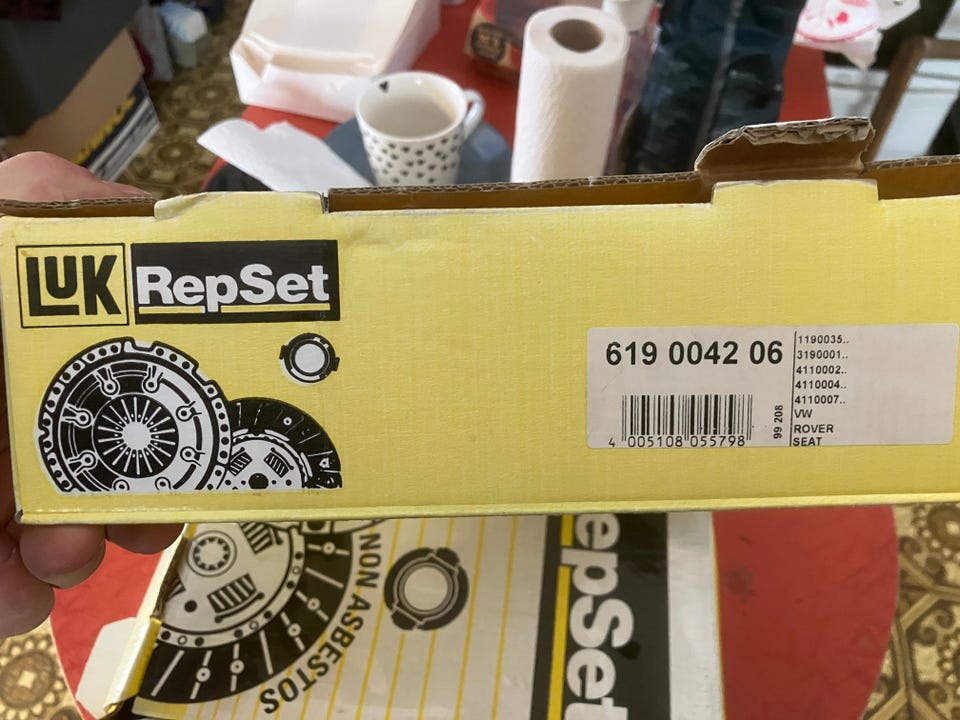 LUK RepSet
619 0042 06
1190035..
3190001..
4110002..
4110004..
4110007..
VW
ROVER
SEAT
99 208
4 005108 055798
NON ASBESTOS
epSet